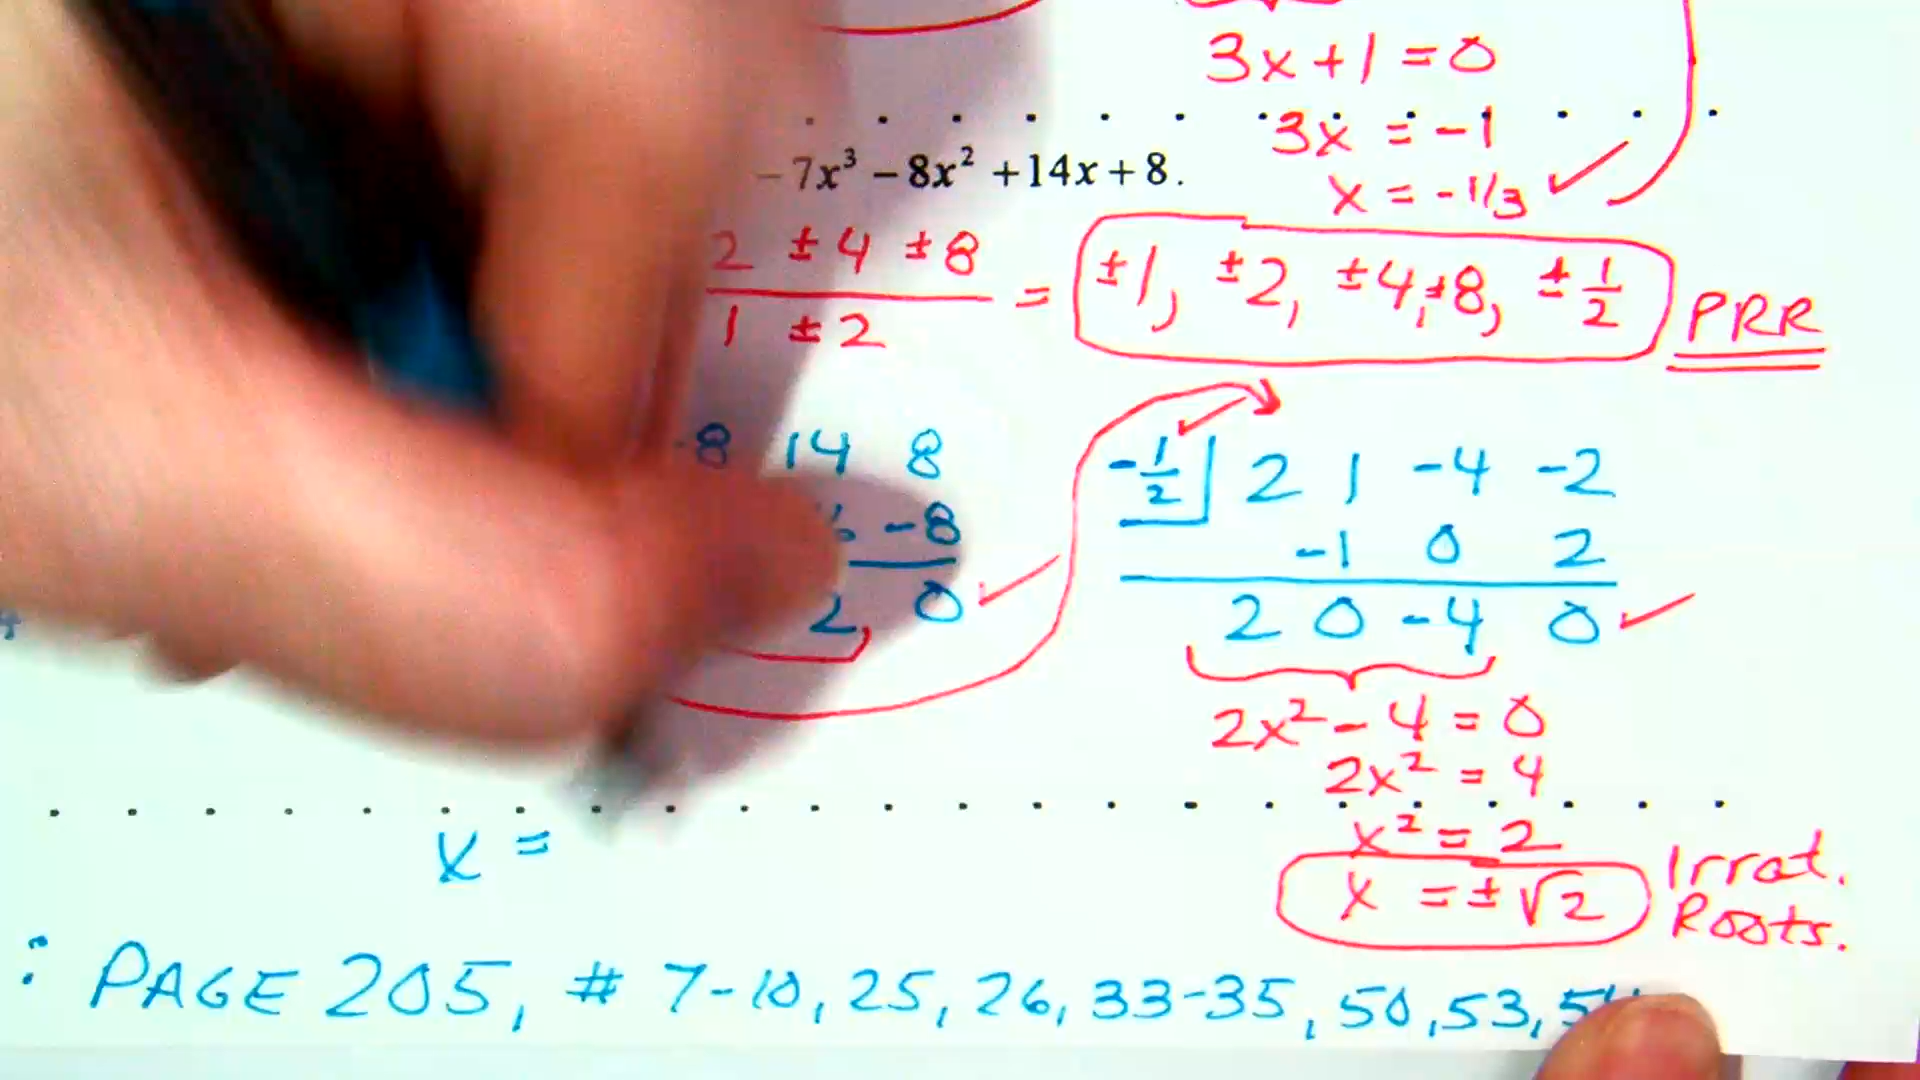 3x+1=0
3x = -1
x = -1/3 ✓
-7x³ - 8x² + 14x + 8.
2 ±4 ±8
1 ±2
= ±1, ±2, ±4, ±8, ±1/2 PRR
-8 14 8
-8
2, 0 ✓
-1/2 2 1 -4 -2
-1 0 2
2 0 -4 0 ✓
2x² - 4 = 0
2x² = 4
x² = 2
x = ±√2 Irrat. Roots.
x =
: PAGE 205, # 7-10, 25, 26, 33-35, 50, 53,